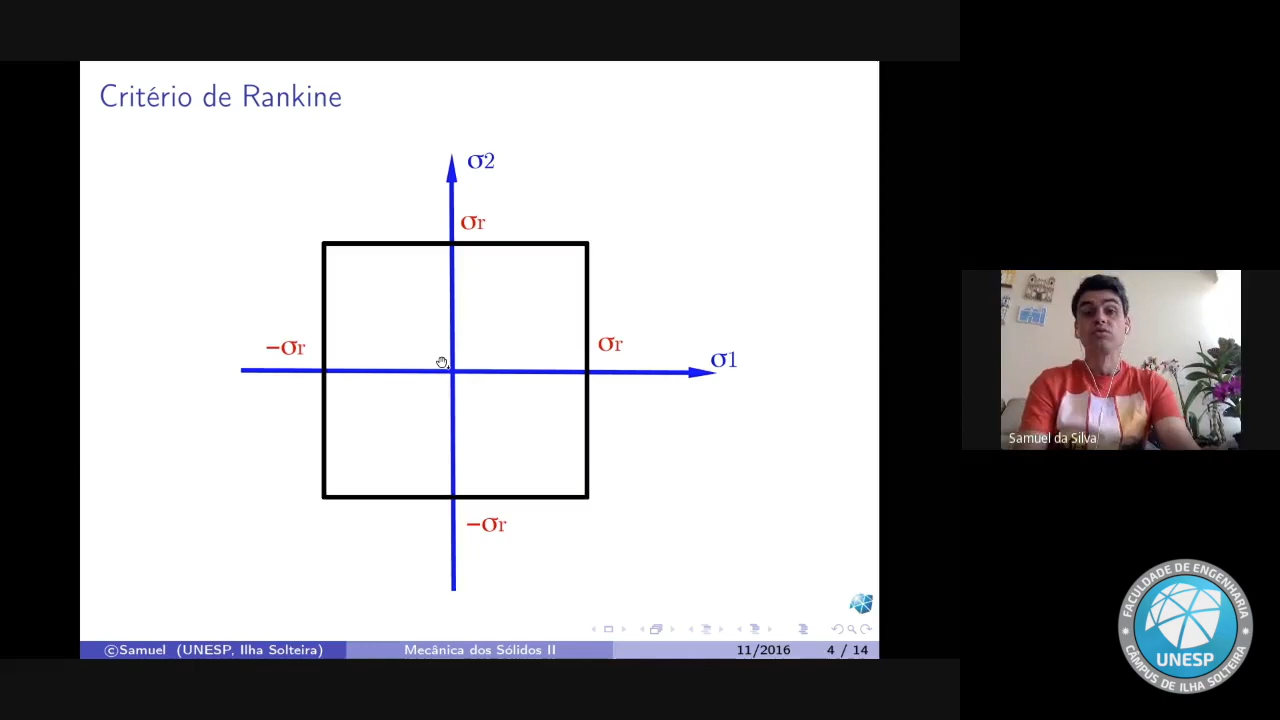 Critério de Rankine
σ2
σr
−σr
σr
σ1
−σr
©Samuel (UNESP, Ilha Solteira)
Mecânica dos Sólidos II
11/2016
4 / 14
Samuel da Silva
FACULDADE DE ENGENHARIA
UNESP
CÂMPUS DE ILHA SOLTEIRA